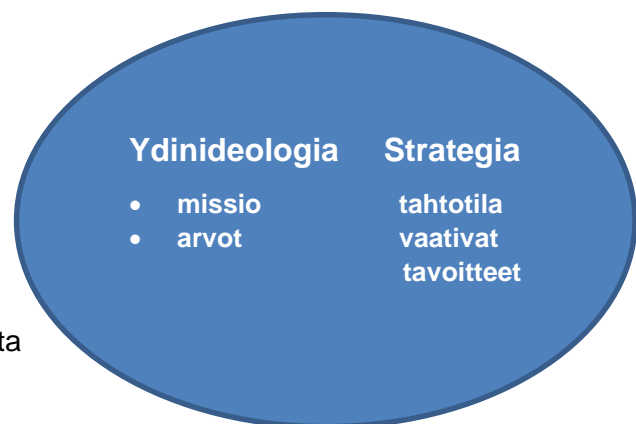 Ydinideologia Strategia
• missio tahtotila
• arvot vaativat
tavoitteet
ta